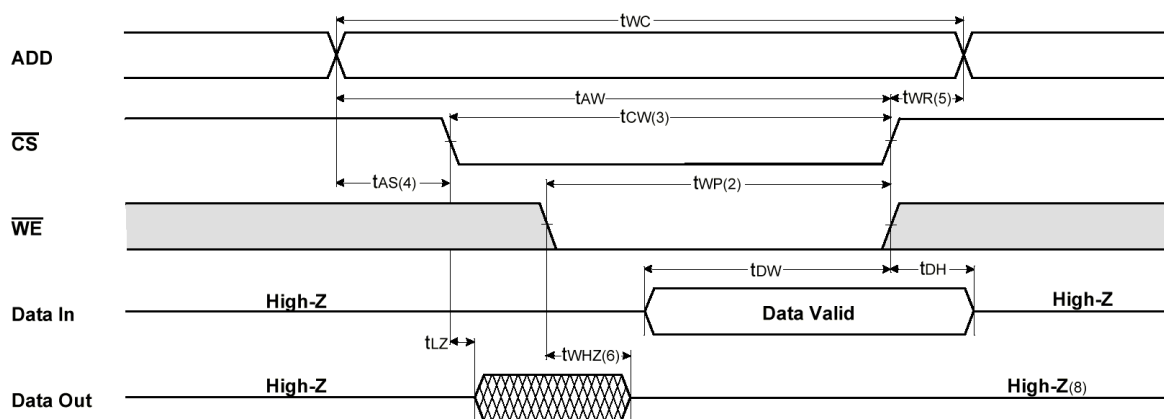 tWC
ADD
tAW
tWR(5)
tCW(3)
CS
tAS(4)
tWP(2)
WE
tDW
tDH
High-Z
Data Valid
High-Z
Data In
tLZ
tWHZ(6)
High-Z
High-Z(8)
Data Out